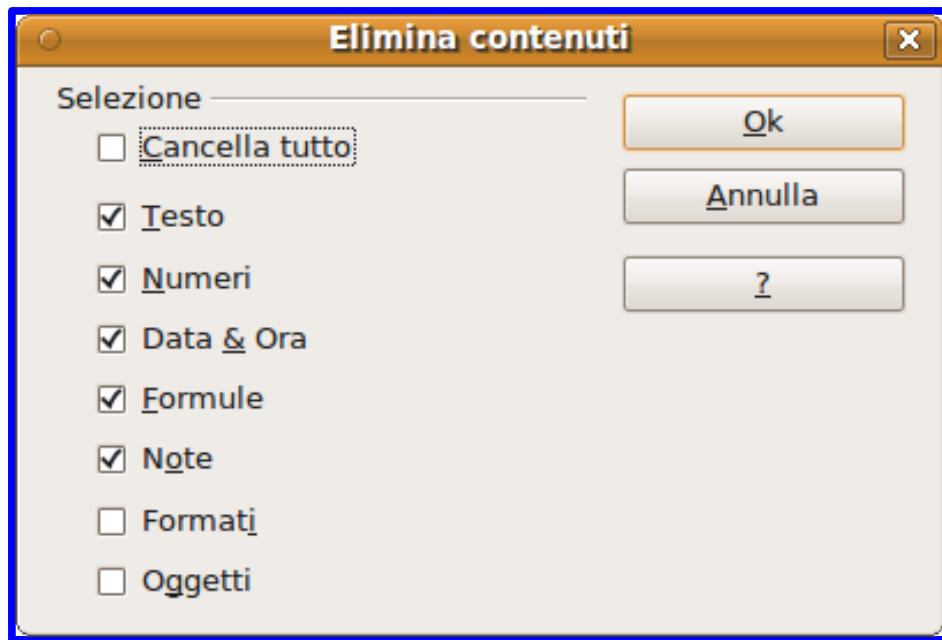 Elimina contenuti
Selezione
Cancella tutto
Testo
Numeri
Data & Ora
Formule
Note
Formati
Oggetti
Ok
Annulla
?